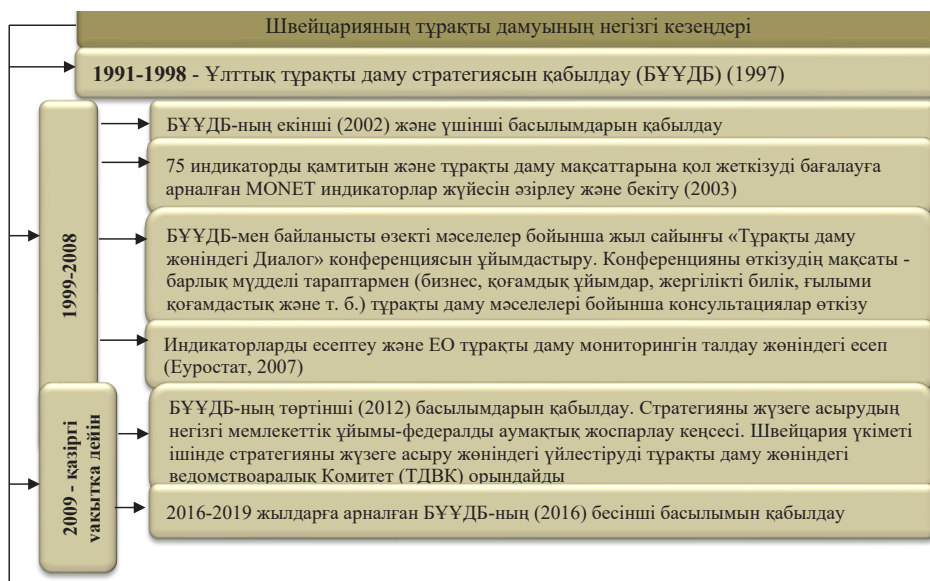 Швейцарияның тұрақты дамуының негізгі кезеңдері
1991-1998 - Ұлттық тұрақты даму стратегиясын қабылдау (БҰҰДБ) (1997)
1999-2008
БҰҰДБ-ның екінші (2002) және үшінші басылымдарын қабылдау
75 индикаторды қамтитын және тұрақты даму мақсаттарына қол жеткізуді бағалауға
арналған MONET индикаторлар жүйесін әзірлеу және бекіту (2003)
БҰҰДБ-мен байланысты өзекті мәселелер бойынша жыл сайынғы «Тұрақты даму
жөніндегі Диалог» конференциясын ұйымдастыру. Конференцияны өткізудің мақсаты -
барлық мүдделі тараптармен (бизнес, қоғамдық ұйымдар, жергілікті билік, ғылыми
қоғамдастық және т. б.) тұрақты даму мәселелері бойынша консультациялар өткізу
Индикаторларды есептеу және ЕО тұрақты даму мониторингін талдау жөніндегі есеп
(Еуростат, 2007)
2009 - қазіргі
уақытқа дейін
БҰҰДБ-ның төртінші (2012) басылымдарын қабылдау. Стратегияны жүзеге асырудың
негізгі мемлекеттік ұйымы-федералды аумақтық жоспарлау кеңсесі. Швейцария үкіметі
ішінде стратегияны жүзеге асыру жөніндегі үйлестіруді тұрақты даму жөніндегі
ведомствоаралық Комитет (ТДВК) орындайды
2016-2019 жылдарға арналған БҰҰДБ-ның (2016) бесінші басылымын қабылдау